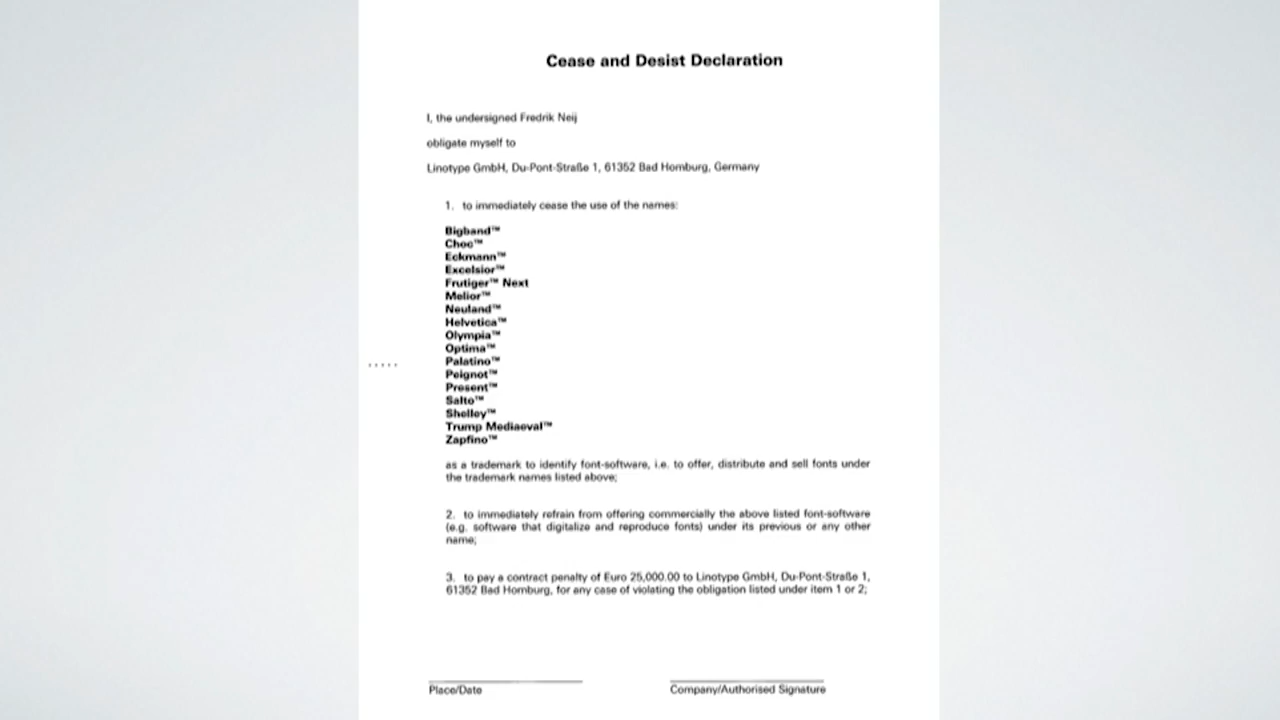 Cease and Desist Declaration
I, the undersigned Fredrik Neij
obligate myself to
Linotype GmbH, Du-Pont-Straße 1, 61352 Bad Homburg, Germany
1. to immediately cease the use of the names:
Bigband™
Choc™
Eckmann™
Excelsior™
Frutiger™ Next
Melior™
Neuland™
Helvetica™
Olympia™
Optima™
Palatino™
Peignot™
Present™
Salto™
Shelley™
Trump Mediaeval™
Zapfino™
as a trademark to identify font-software, i.e. to offer, distribute and sell fonts under
the trademark names listed above;
2. to immediately refrain from offering commercially the above listed font-software
(e.g. software that digitalize and reproduce fonts) under its previous or any other
name;
3. to pay a contract penalty of Euro 25,000.00 to Linotype GmbH, Du-Pont-Straße 1,
61352 Bad Homburg, for any case of violating the obligation listed under item 1 or 2;
Place/Date
Company/Authorised Signature